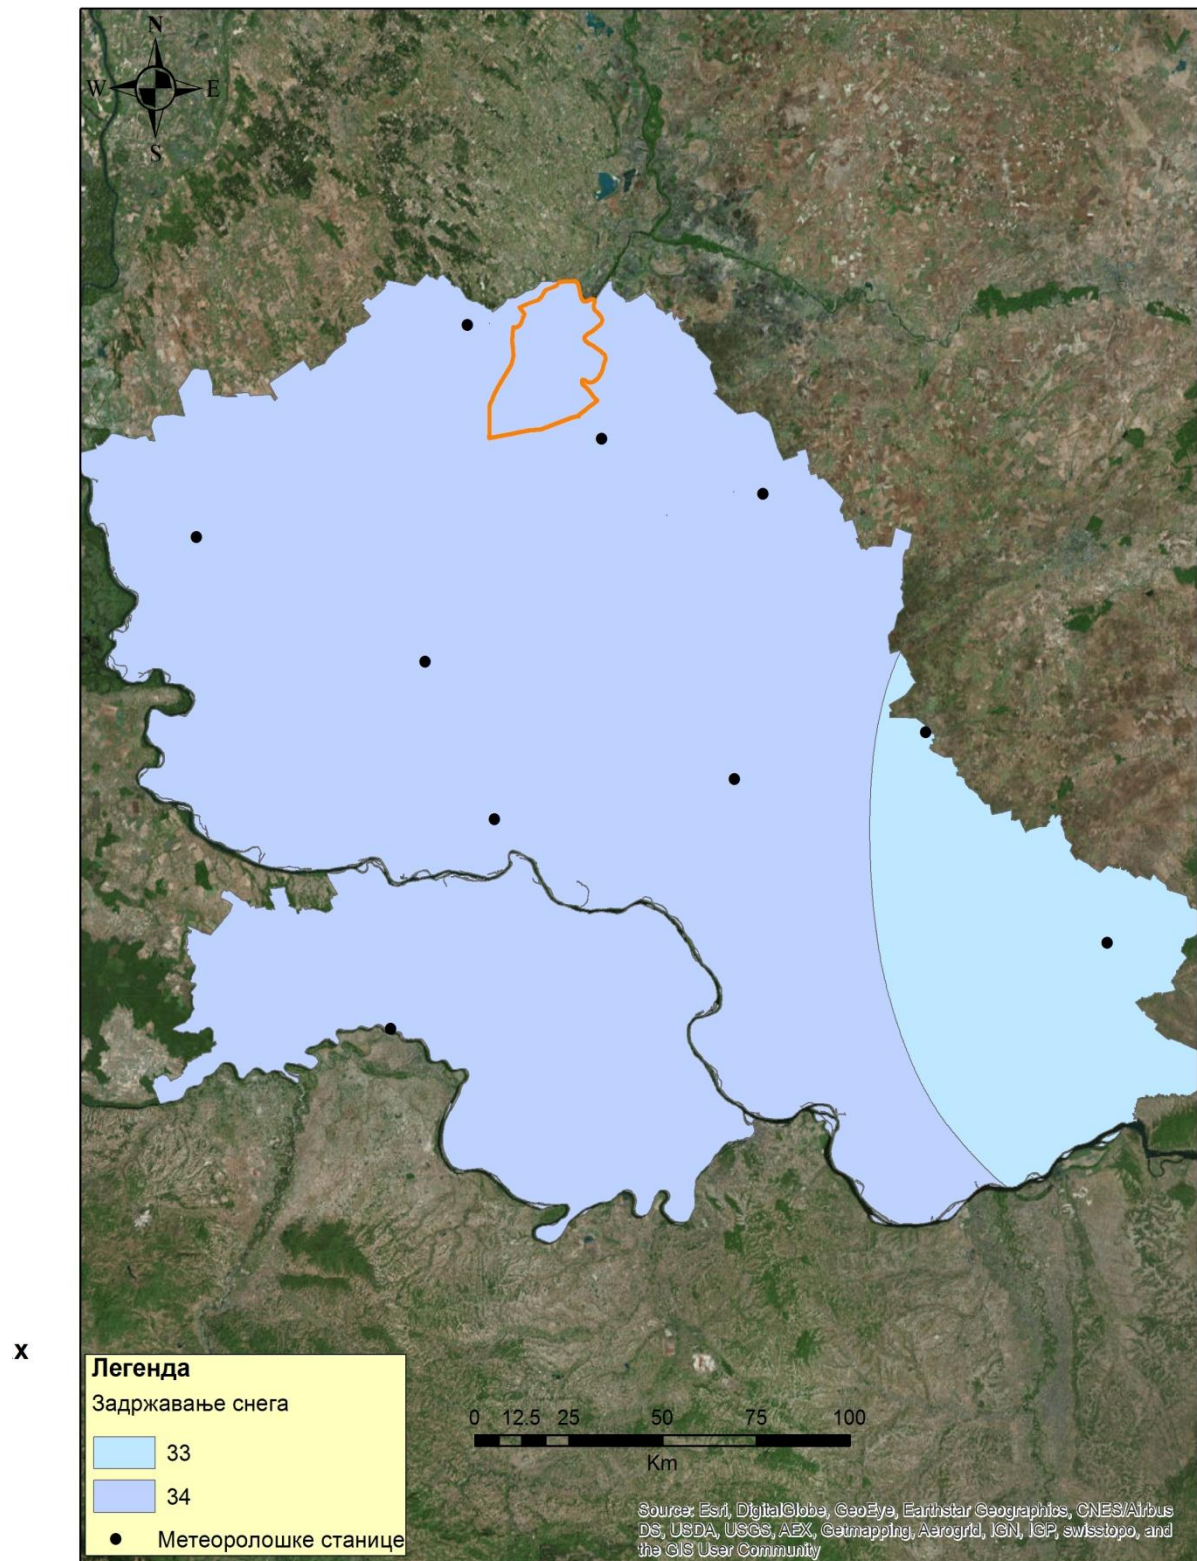 N
W E
S
x
Легенда
Задржавање снега
33
34
Метеоролошке станице
0 12.5 25 50 75 100
Km
Source: Esri, DigitalGlobe, GeoEye, Earthstar Geographics, CNES/Airbus
DS, USDA, USGS, AEX, Getmapping, Aerogrid, IGN, IGP, swisstopo, and
the GIS User Community